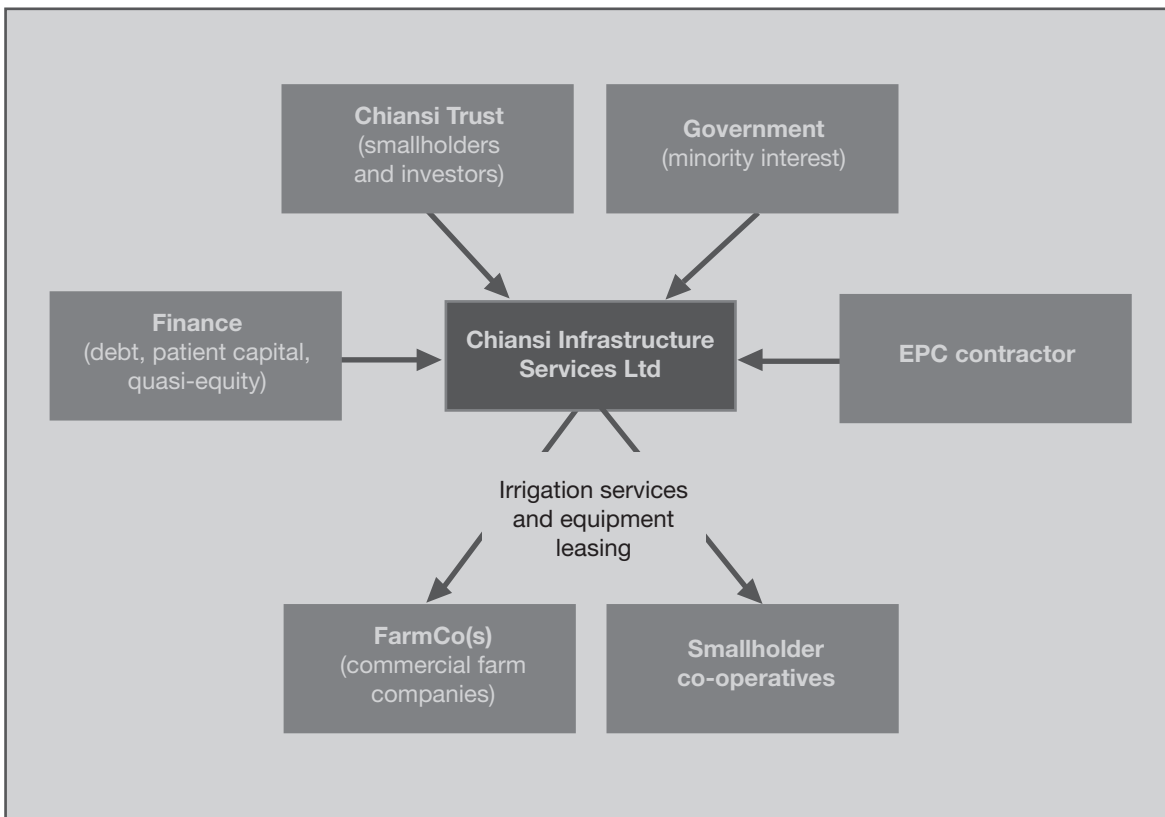 Chiansi Trust
(smallholders
and investors)
Government
(minority interest)
Finance
(debt, patient capital,
quasi-equity)
Chiansi Infrastructure
Services Ltd
EPC contractor
Irrigation services
and equipment
leasing
FarmCo(s)
(commercial farm
companies)
Smallholder
co-operatives